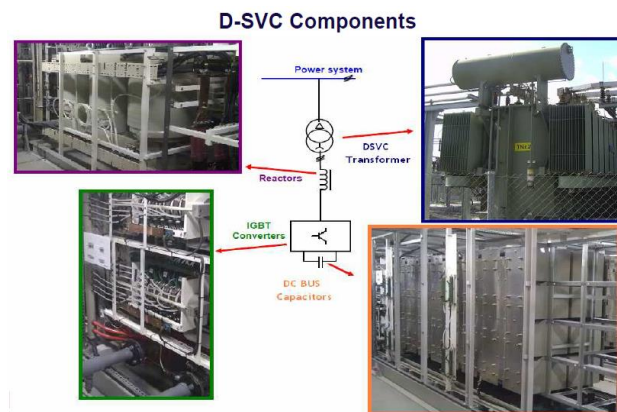 D-SVC Components
Power system
DSVC
Transformer
Reactors
IGBT
Converters
DC BUS
Capacitors